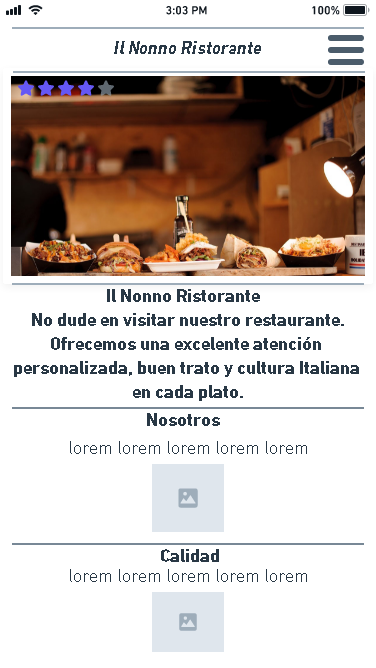 3:03 PM
100%
Il Nonno Ristorante
Il Nonno Ristorante
No dude en visitar nuestro restaurante.
Ofrecemos una excelente atención
personalizada, buen trato y cultura Italiana
en cada plato.
Nosotros
lorem lorem lorem lorem lorem
Calidad
lorem lorem lorem lorem lorem